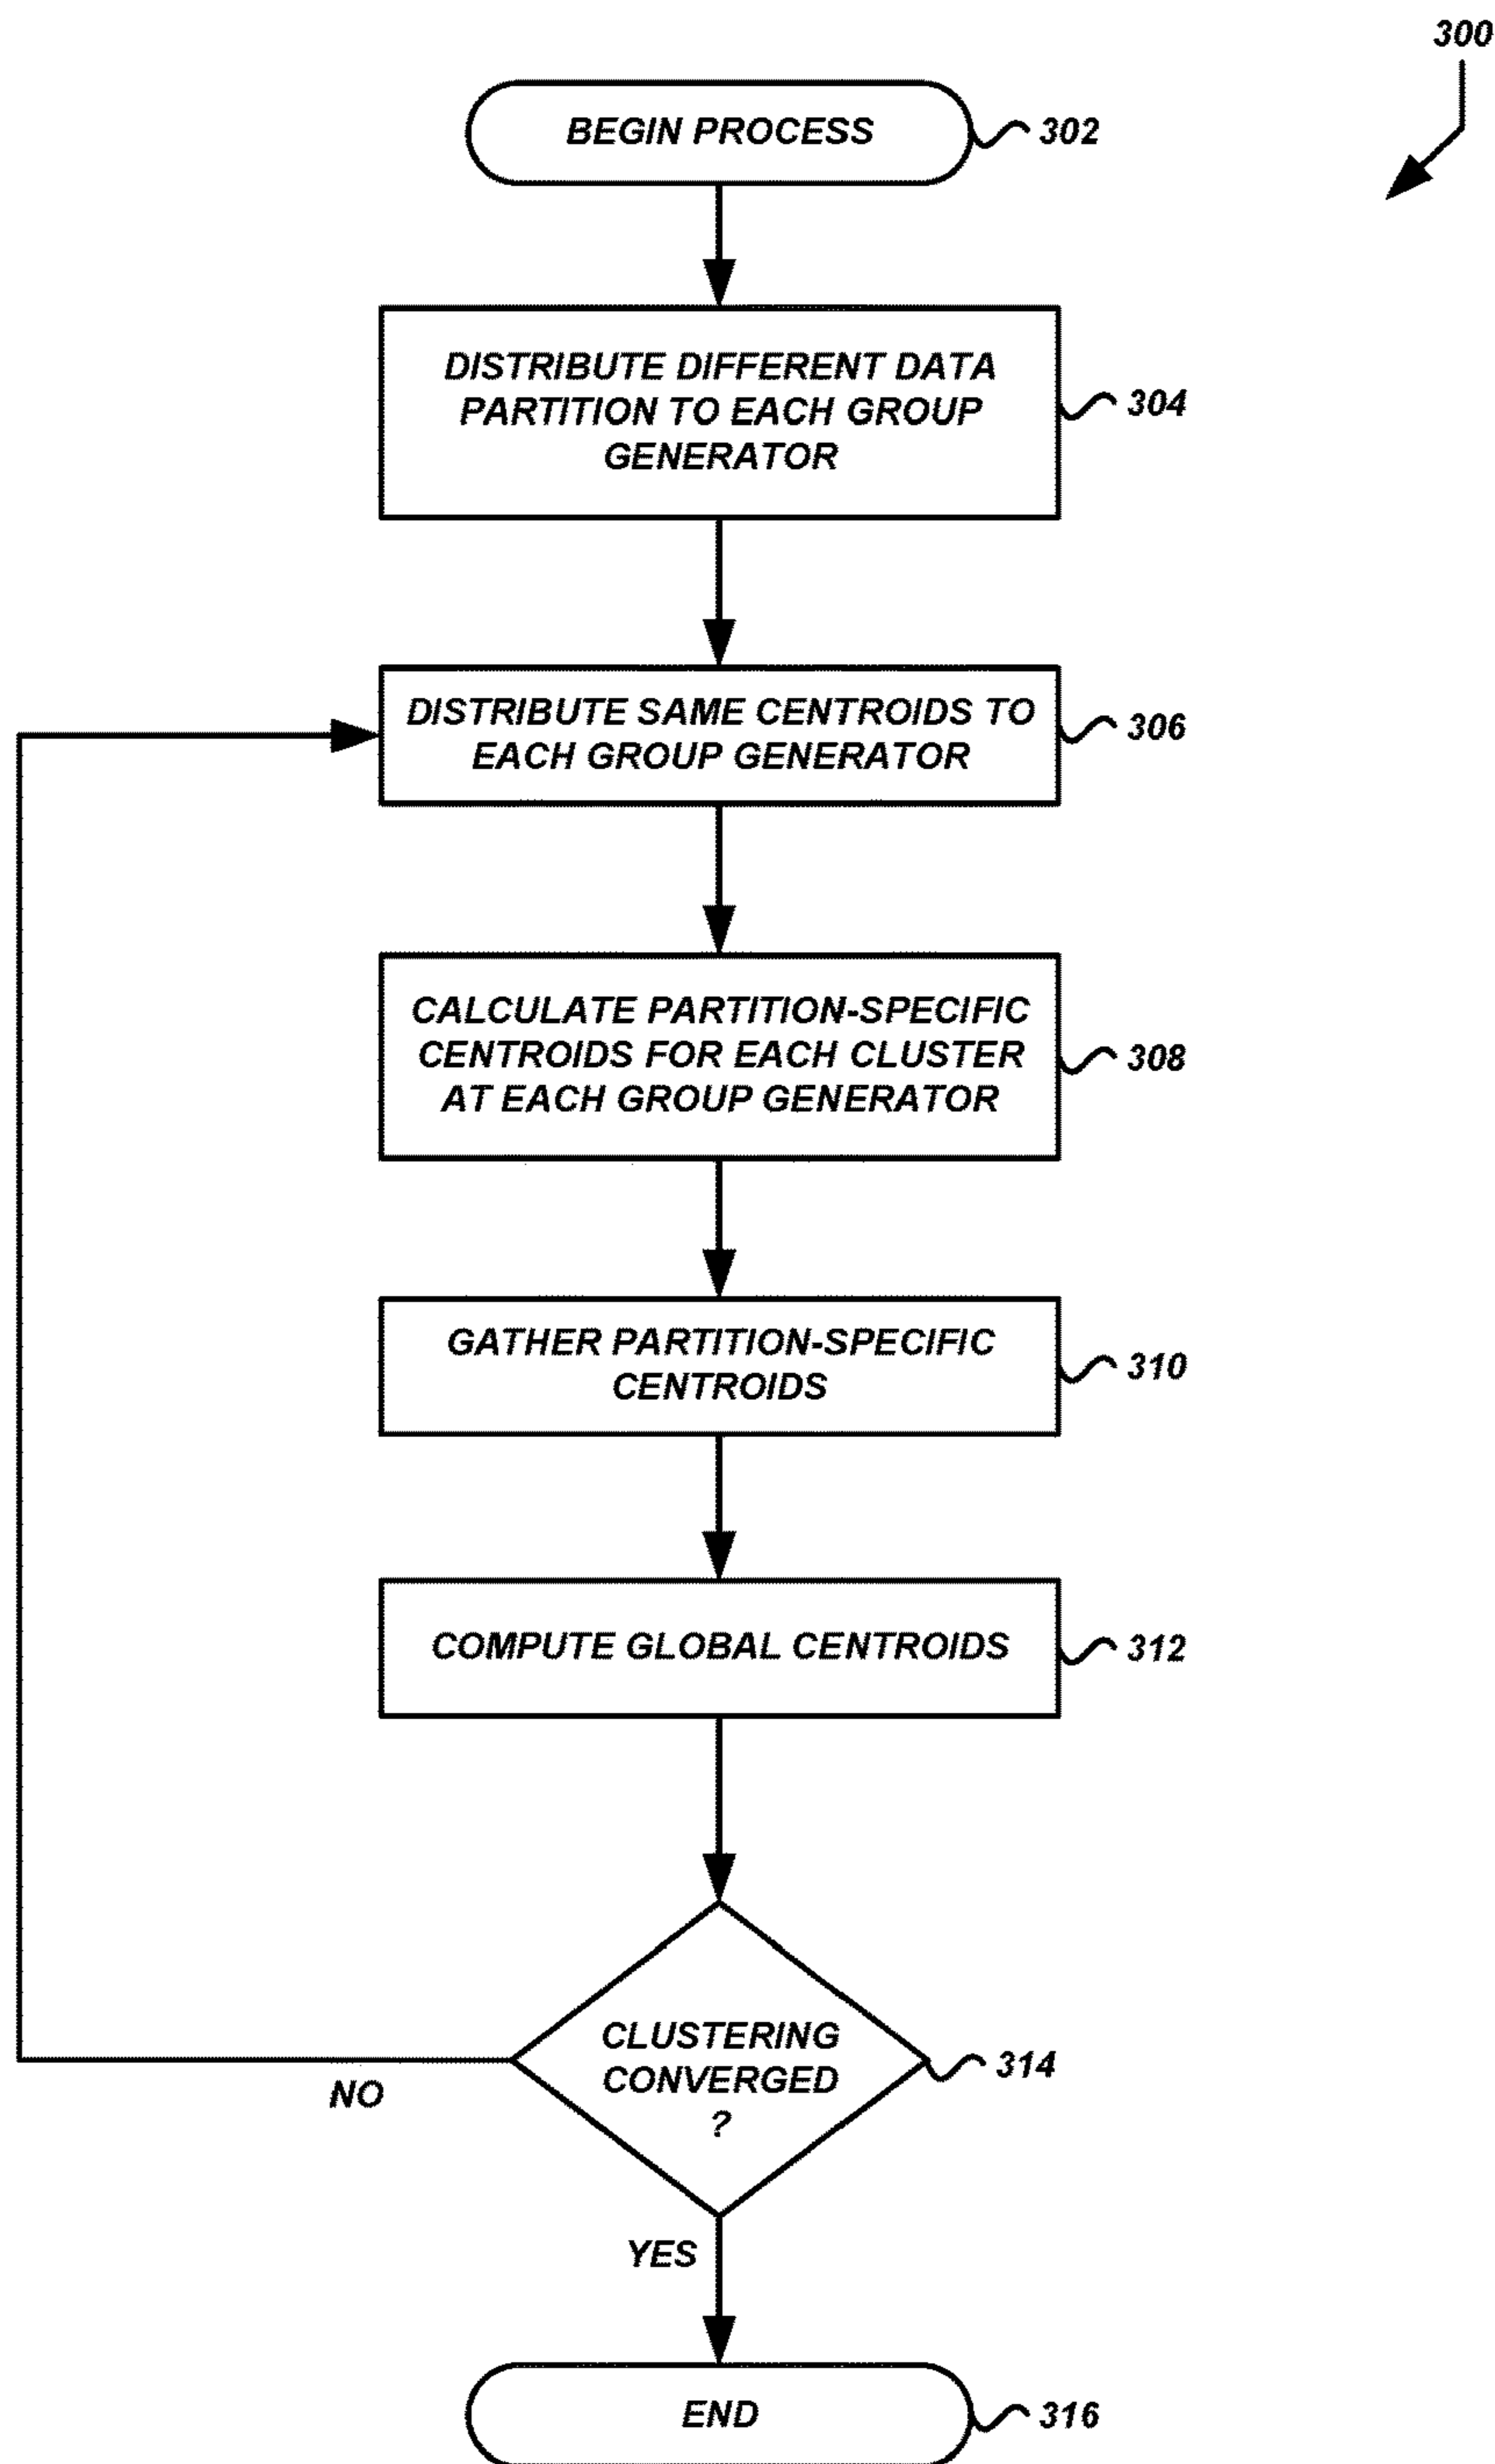 300
BEGIN PROCESS
302
DISTRIBUTE DIFFERENT DATA
PARTITION TO EACH GROUP
GENERATOR
304
DISTRIBUTE SAME CENTROIDS TO
EACH GROUP GENERATOR
306
CALCULATE PARTITION-SPECIFIC
CENTROIDS FOR EACH CLUSTER
AT EACH GROUP GENERATOR
308
GATHER PARTITION-SPECIFIC
CENTROIDS
310
COMPUTE GLOBAL CENTROIDS
312
CLUSTERING
CONVERGED
?
314
NO
YES
END
316